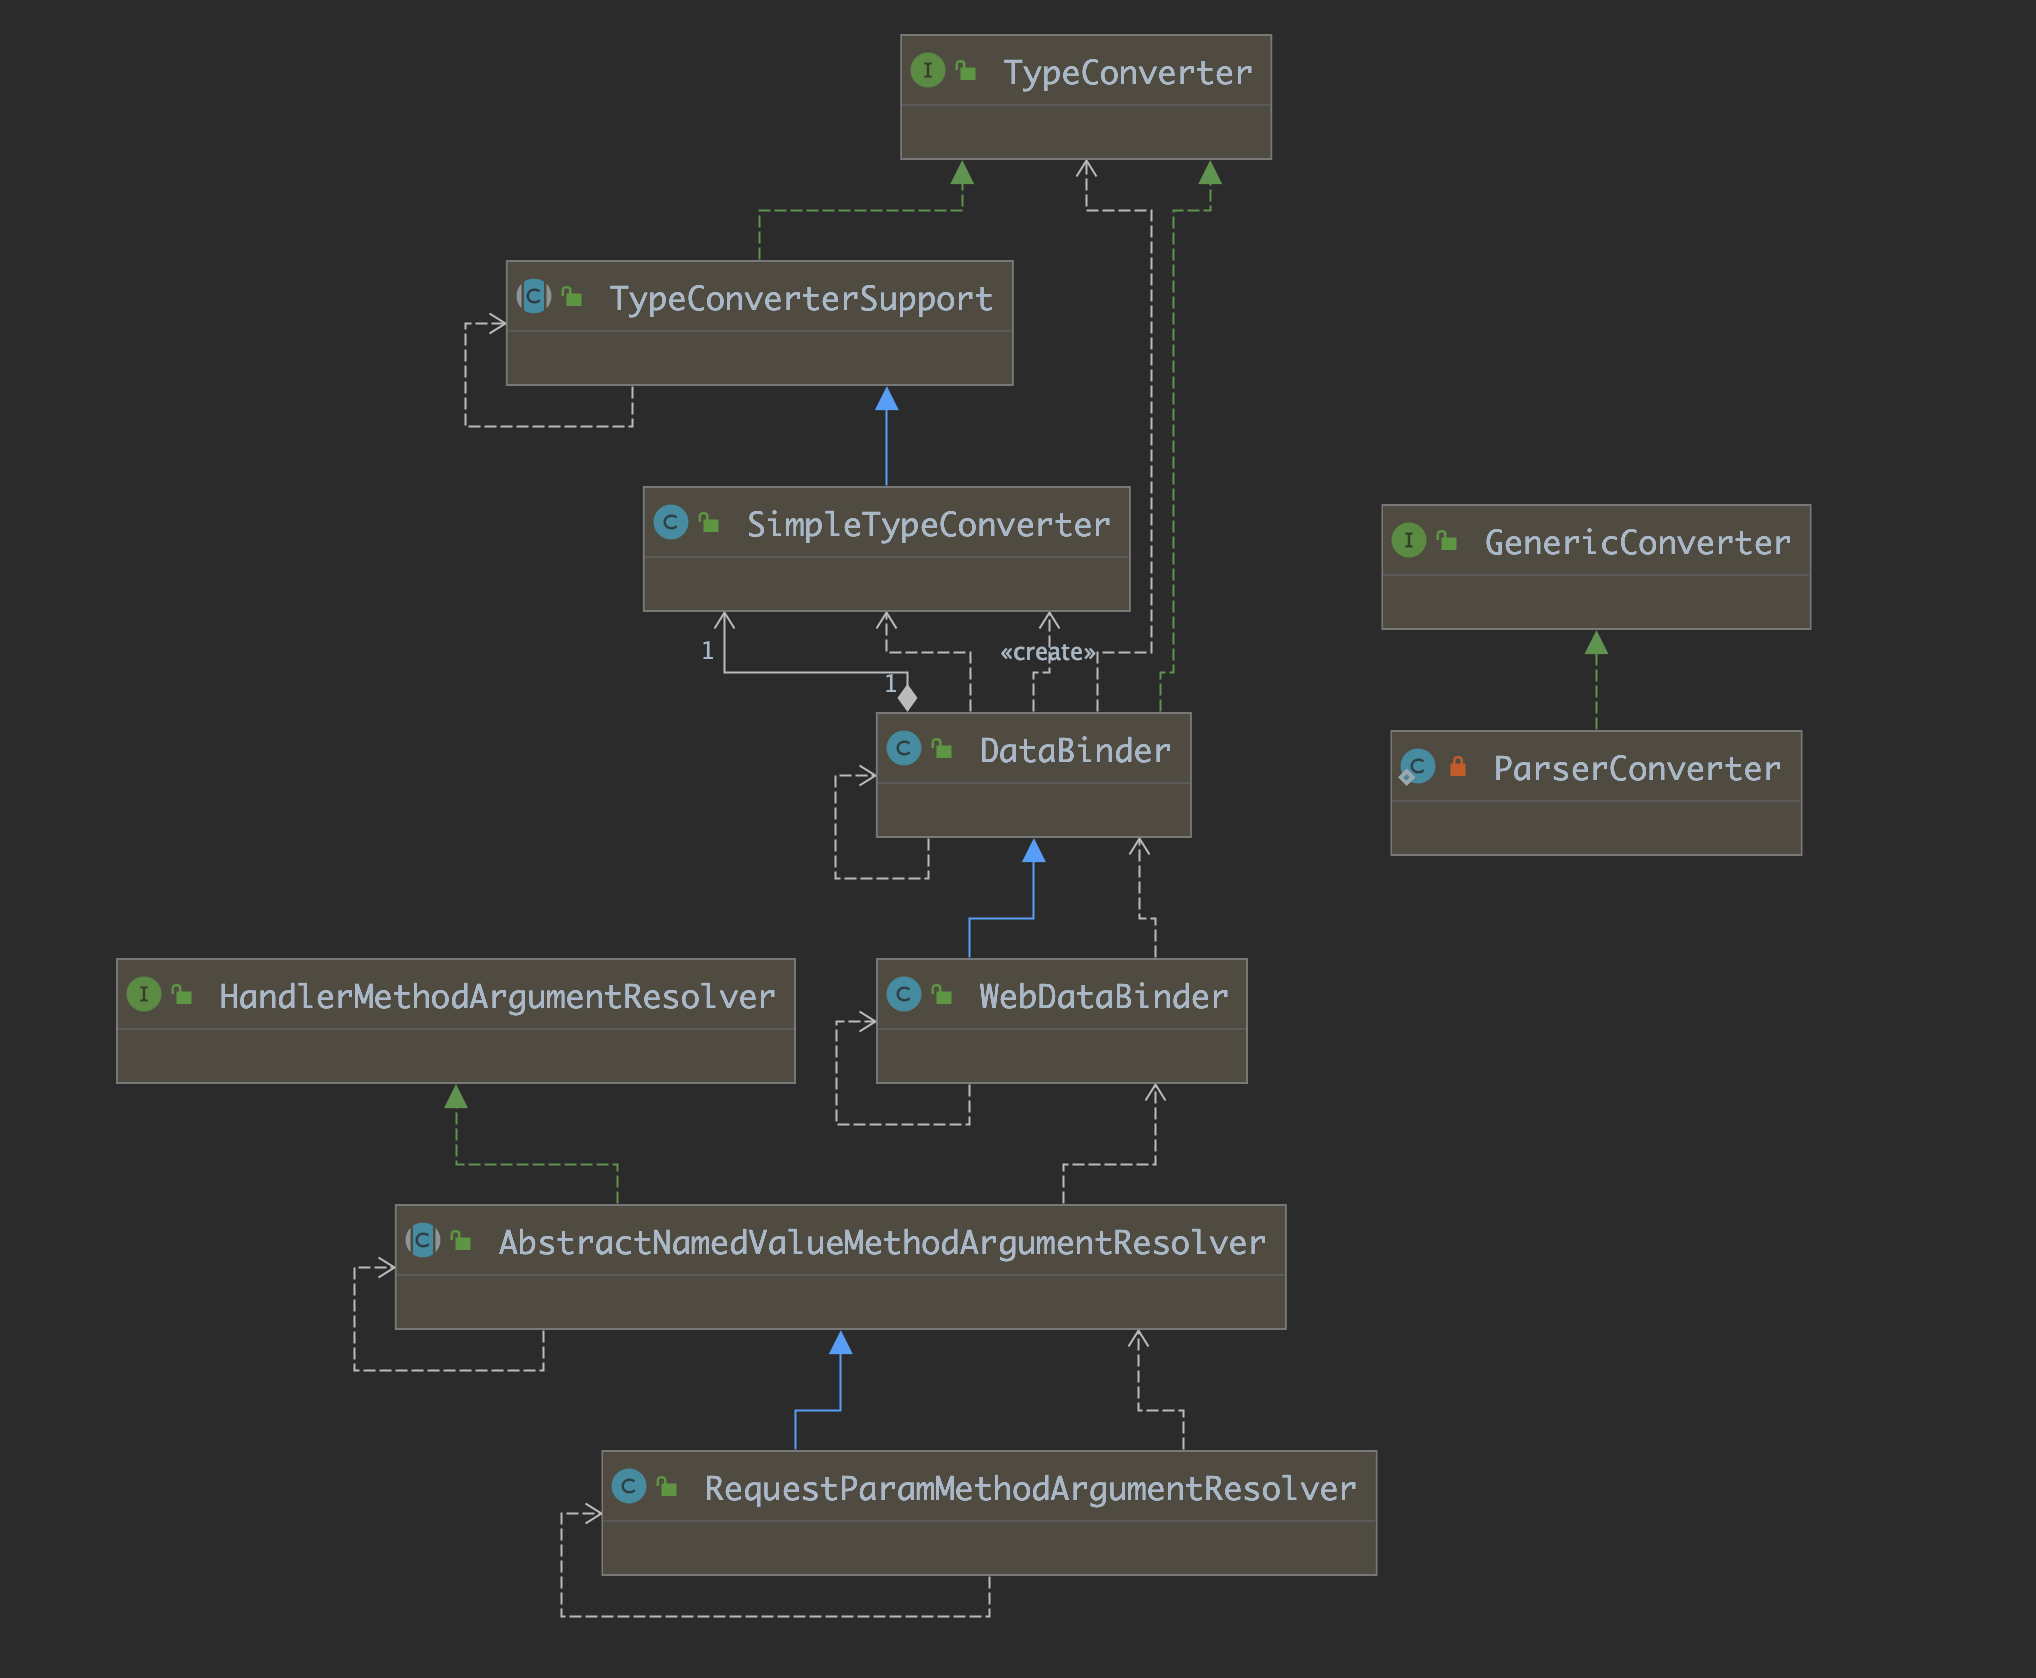 TypeConverter
TypeConverterSupport
SimpleTypeConverter
GenericConverter
1
«create»
1
DataBinder
ParserConverter
HandlerMethodArgumentResolver
WebDataBinder
AbstractNamedValueMethodArgumentResolver
RequestParamMethodArgumentResolver